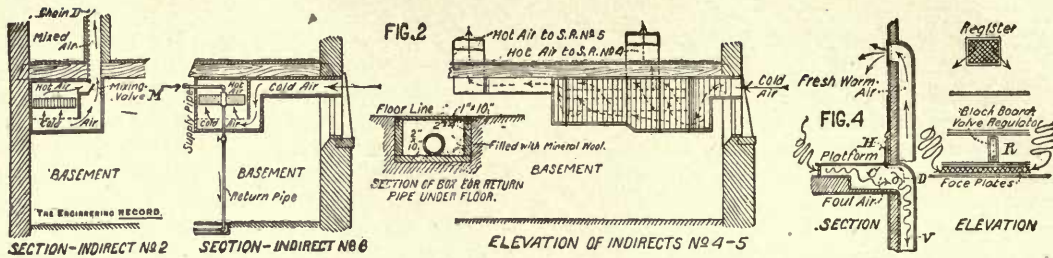 Chain D
Mixed
Air
Hot Air
Mixing-
Valve M
Cold Air
BASEMENT
THE ENGINEERING RECORD.
SECTION-INDIRECT No 2
Hot
Air
Cold Air
Cold Air
Supply Pipe
BASEMENT
Return Pipe
SECTION-INDIRECT No 6
FIG.2
Hot Air to S.R. No 5
Hot Air to S.R. No 4
Cold
Air
Floor Line
Filled with Mineral Wool.
SECTION OF BOX FOR RETURN
PIPE UNDER FLOOR.
BASEMENT
ELEVATION OF INDIRECTS No 4-5
Fresh Warm
Air
FIG.4
H
Platform
d
D
Foul Air
V
SECTION
Register
Black Board
Valve Regulator
R
Face Plates
ELEVATION